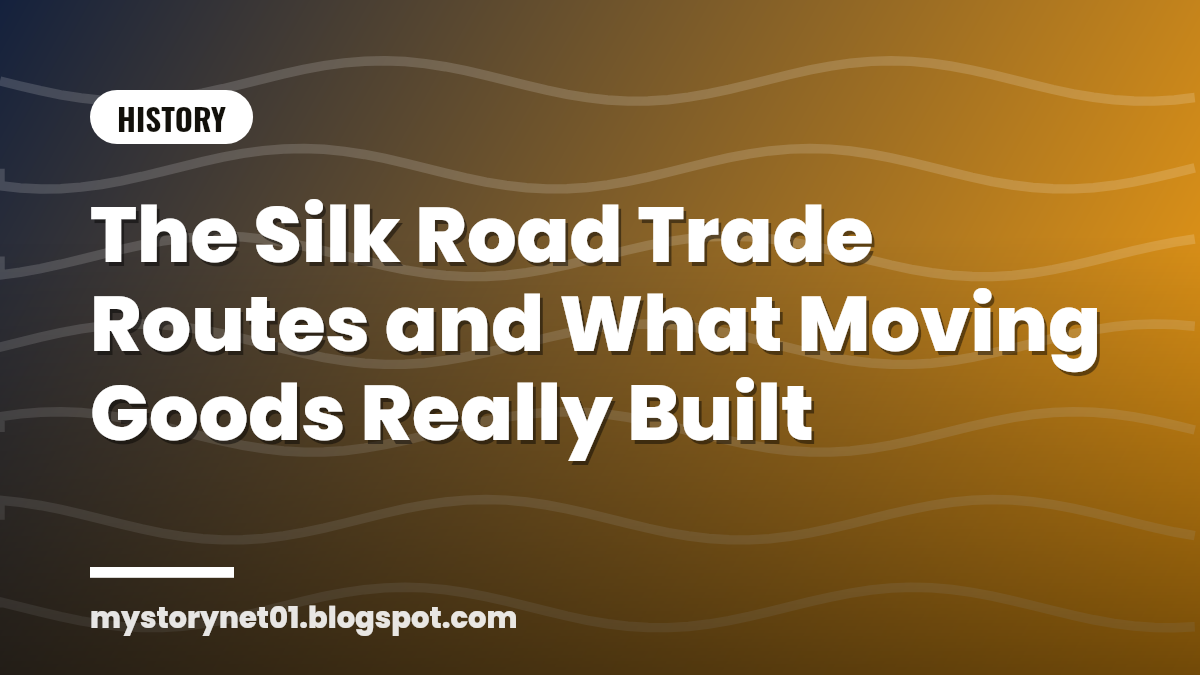 HISTORY
The Silk Road Trade
Routes and What Moving
Goods Really Built
mystorynet01.blogspot.com